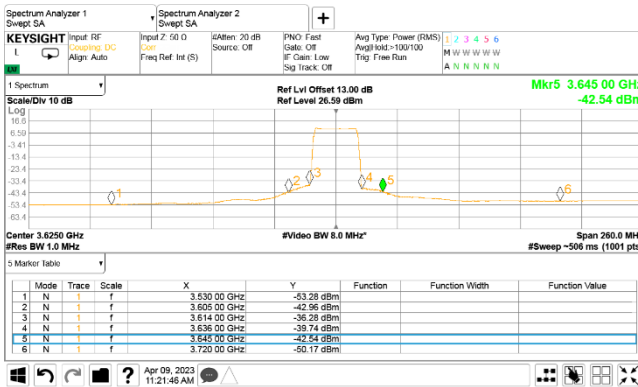 Spectrum Analyzer 1
Swept SA
Spectrum Analyzer 2
Swept SA
+
KEYSIGHT
L
Input: RF
Coupling: DC
Align: Auto
Input Z: 50 Ω
Corr
Freq Ref: Int (S)
#Atten: 20 dB
Source: Off
PNO: Fast
Gate: Off
IF Gain: Low
Sig Track: Off
Avg Type: Power (RMS)
Avg|Hold:>100/100
Trig: Free Run
1 2 3 4 5 6
M W W W W W
A N N N N N
1 Spectrum
Scale/Div 10 dB
Ref Lvl Offset 13.00 dB
Ref Level 26.59 dBm
Mkr5 3.645 00 GHz
-42.54 dBm
Log
16.6
6.59
-3.41
-13.4
-23.4
-33.4
-43.4
-53.4
-63.4
1
2
3
4
5
6
Center 3.6250 GHz
#Res BW 1.0 MHz
#Video BW 8.0 MHz*
Span 260.0 MH
#Sweep ~506 ms (1001 pts
5 Marker Table
Mode Trace Scale X Y Function Function Width Function Value
1 N 1 f 3.530 00 GHz -53.28 dBm
2 N 1 f 3.605 00 GHz -42.96 dBm
3 N 1 f 3.614 00 GHz -36.28 dBm
4 N 1 f 3.636 00 GHz -39.74 dBm
5 N 1 f 3.645 00 GHz -42.54 dBm
6 N 1 f 3.720 00 GHz -50.17 dBm
?
Apr 09, 2023
11:21:46 AM